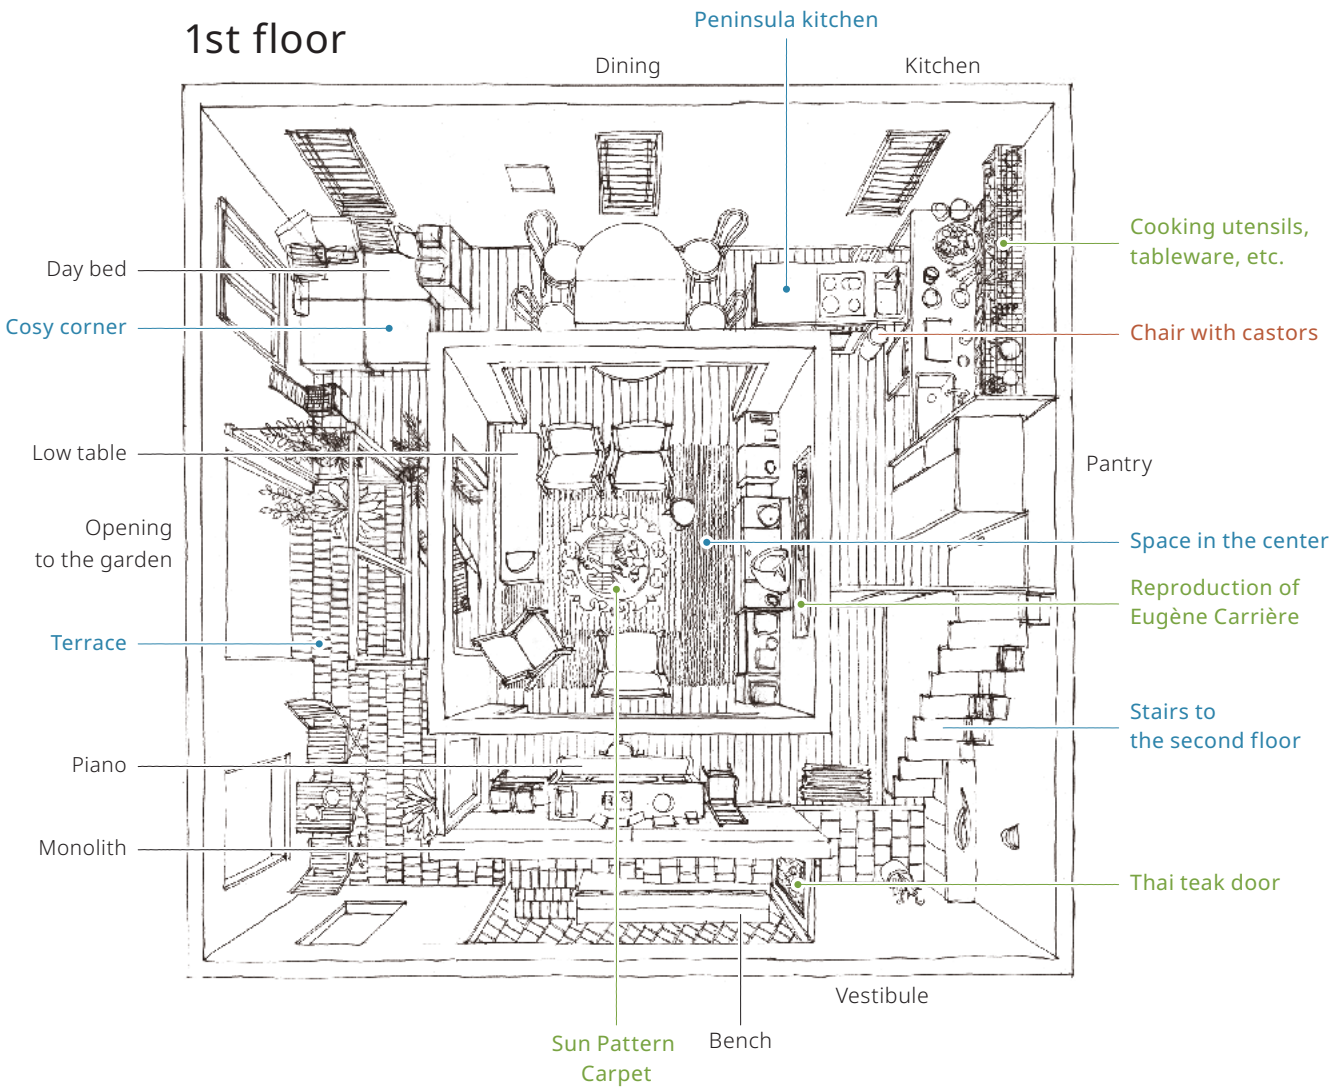 1st floor
Peninsula kitchen
Dining
Kitchen
Cooking utensils,
tableware, etc.
Day bed
Cosy corner
Chair with castors
Low table
Pantry
Opening
to the garden
Space in the center
Reproduction of
Eugène Carrière
Terrace
Stairs to
the second floor
Piano
Monolith
Thai teak door
Vestibule
Sun Pattern
Carpet
Bench